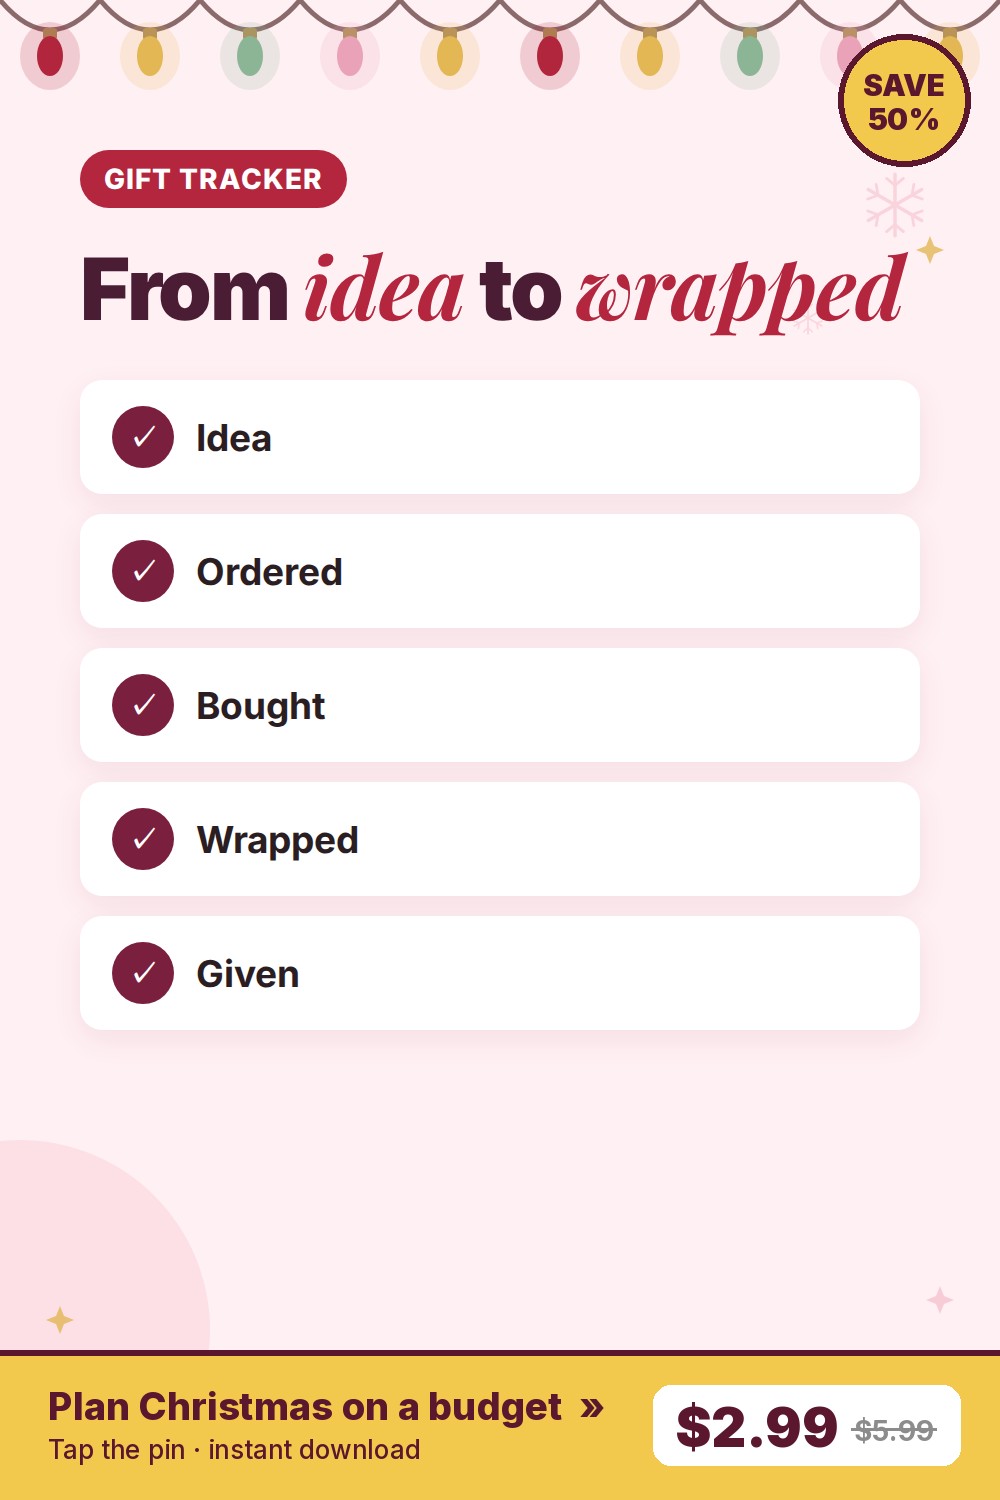 SAVE
50%
GIFT TRACKER
From idea to wrapped
✓ Idea
✓ Ordered
✓ Bought
✓ Wrapped
✓ Given
Plan Christmas on a budget »
Tap the pin · instant download
$2.99 $5.99